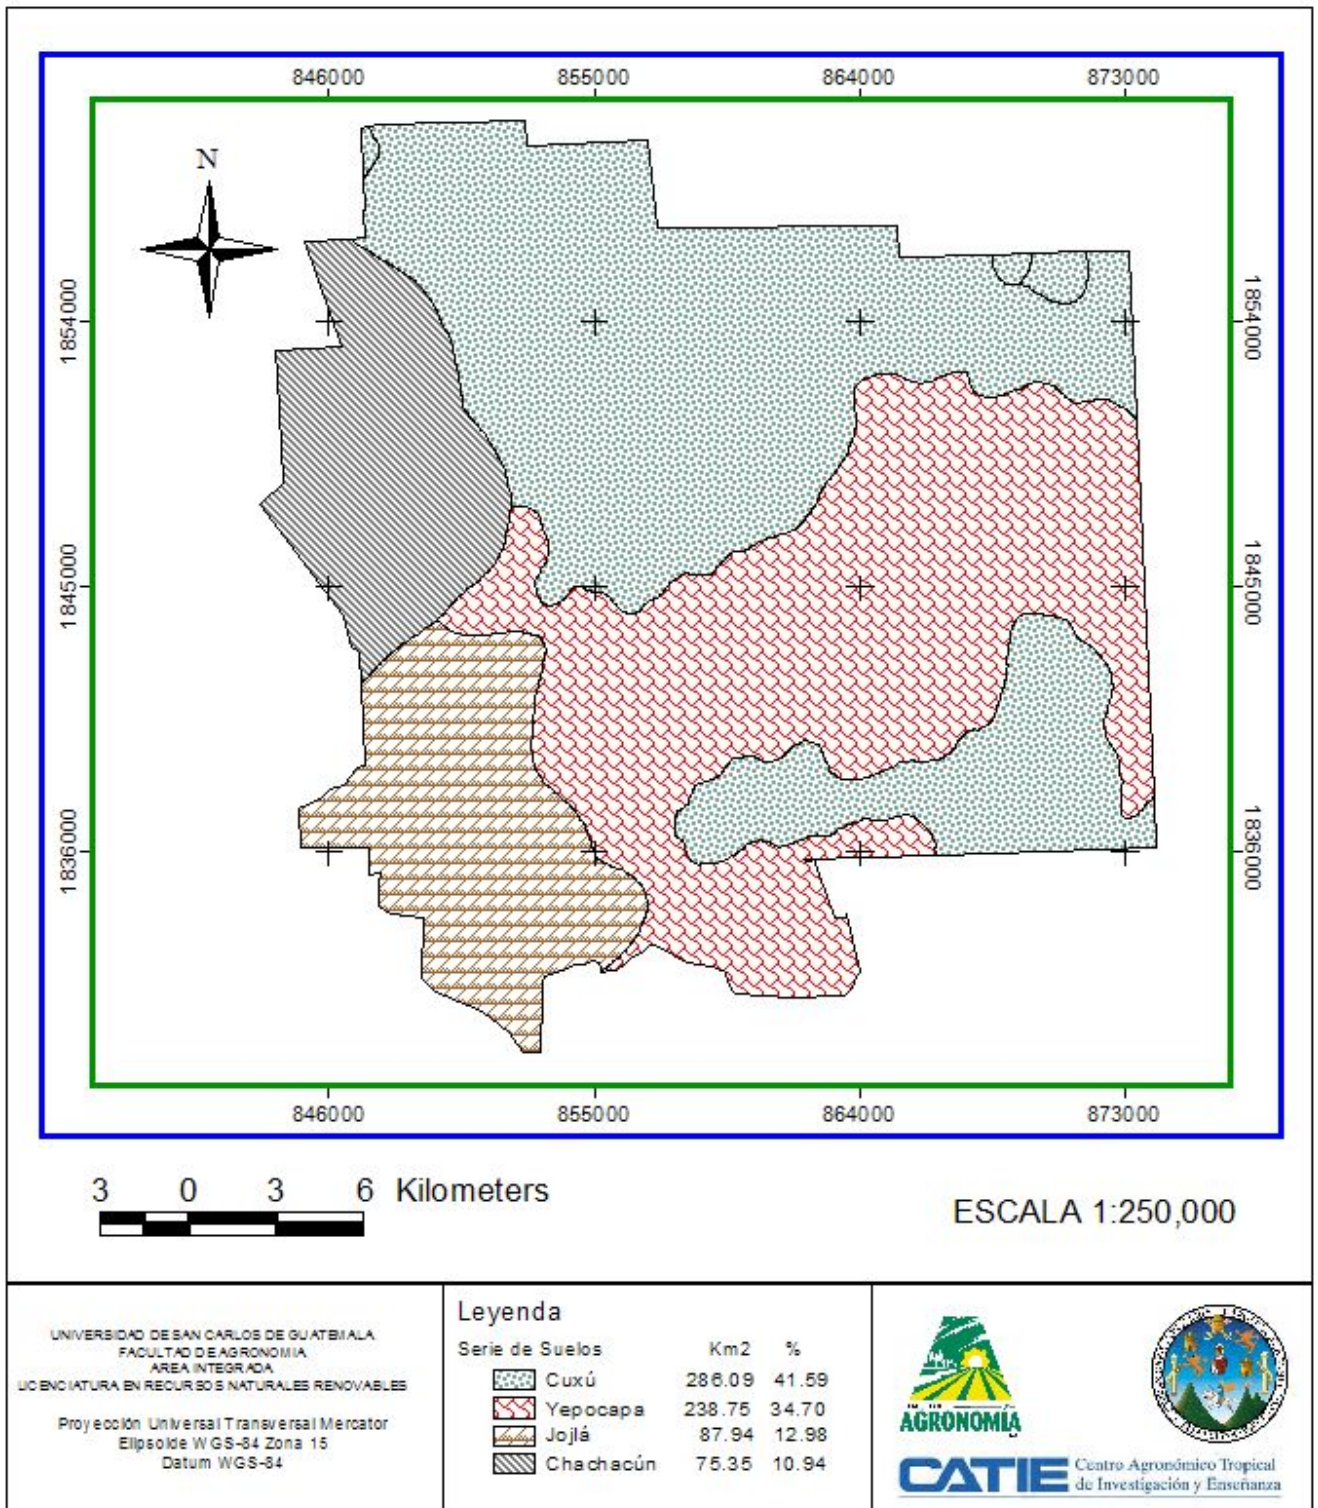 846000 855000 864000 873000
N
1854000 1854000
1845000 1845000
1836000 1836000
846000 855000 864000 873000
3 0 3 6 Kilometers
ESCALA 1:250,000
UNIVERSIDAD DE SAN CARLOS DE GUATEMALA
FACULTAD DE AGRONOMIA
AREA INTEGRADA
LICENCIATURA EN RECURSOS NATURALES RENOVABLES
Proyección Universal Transversal Mercator
Elipsoide WGS-84 Zona 15
Datum WGS-84
Leyenda
Serie de Suelos Km2 %
Cuxú 286.09 41.59
Yepocapa 238.75 34.70
Jojlá 87.94 12.98
Chachacún 75.35 10.94
AGRONOMIA
CATIE Centro Agronómico Tropical
de Investigación y Enseñanza